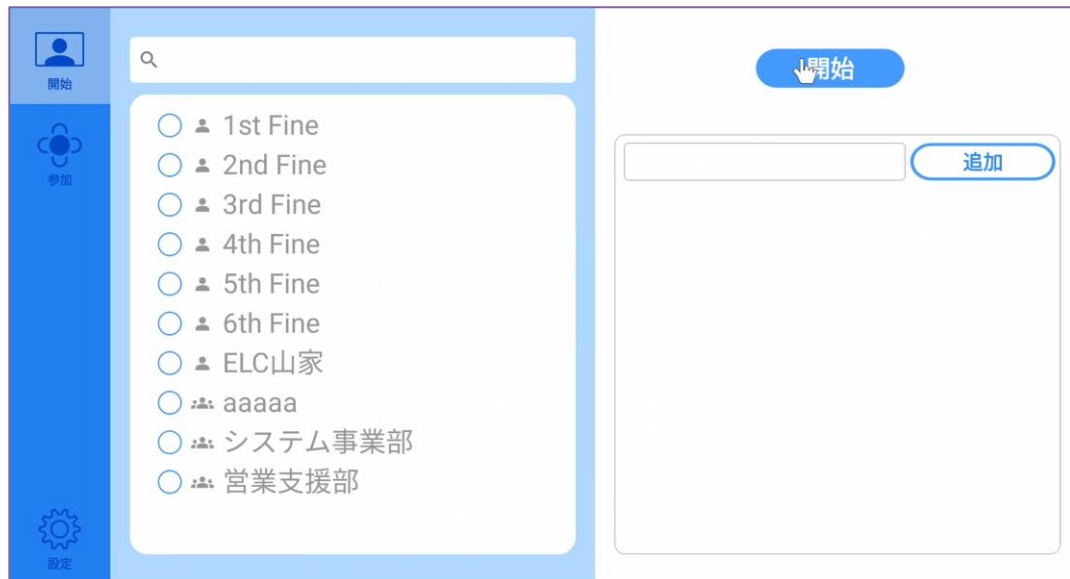 開始
参加
設定
1st Fine
2nd Fine
3rd Fine
4th Fine
5th Fine
6th Fine
ELC山家
aaaaa
システム事業部
営業支援部
開始
追加